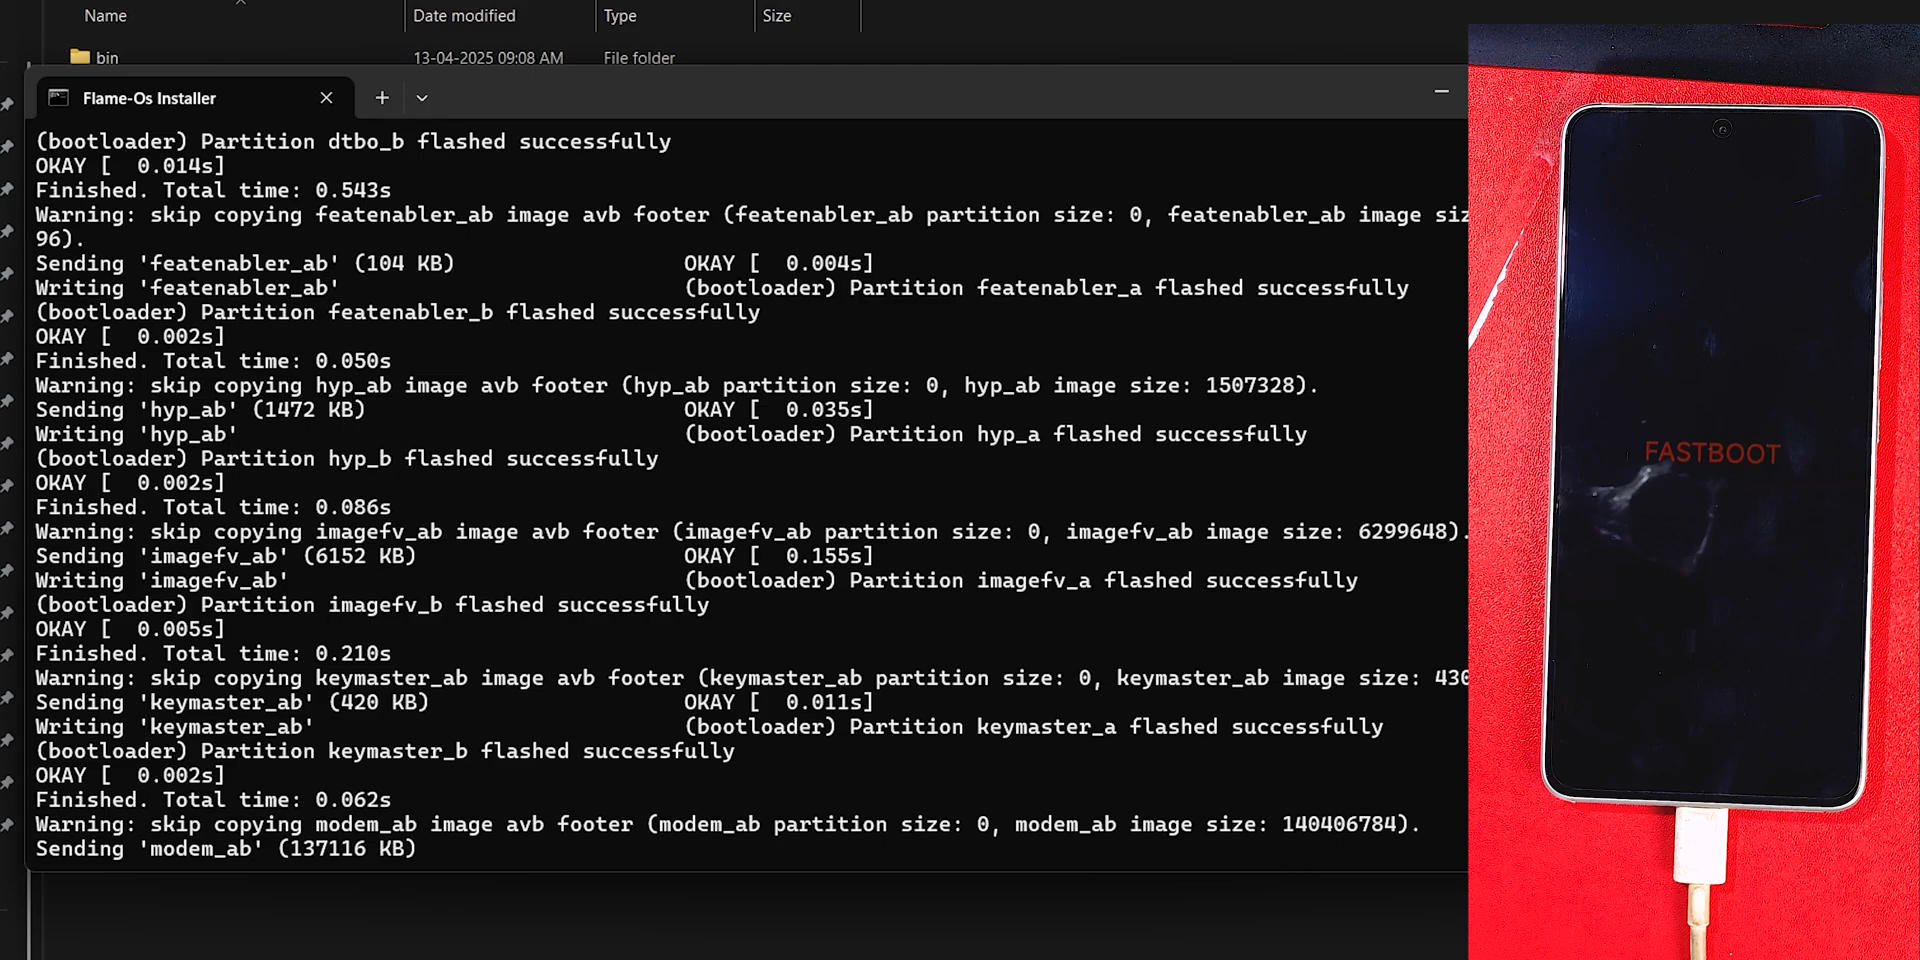 Name
Date modified
Type
Size
bin
13-04-2025 09:08 AM
File folder
Flame-Os Installer
(bootloader) Partition dtbo_b flashed successfully
OKAY [  0.014s]
Finished. Total time: 0.543s
Warning: skip copying featenabler_ab image avb footer (featenabler_ab partition size: 0, featenabler_ab image siz
96).
Sending 'featenabler_ab' (104 KB)                  OKAY [  0.004s]
Writing 'featenabler_ab'                           (bootloader) Partition featenabler_a flashed successfully
(bootloader) Partition featenabler_b flashed successfully
OKAY [  0.002s]
Finished. Total time: 0.050s
Warning: skip copying hyp_ab image avb footer (hyp_ab partition size: 0, hyp_ab image size: 1507328).
Sending 'hyp_ab' (1472 KB)                         OKAY [  0.035s]
Writing 'hyp_ab'                                   (bootloader) Partition hyp_a flashed successfully
(bootloader) Partition hyp_b flashed successfully
OKAY [  0.002s]
Finished. Total time: 0.086s
Warning: skip copying imagefv_ab image avb footer (imagefv_ab partition size: 0, imagefv_ab image size: 6299648).
Sending 'imagefv_ab' (6152 KB)                     OKAY [  0.155s]
Writing 'imagefv_ab'                               (bootloader) Partition imagefv_a flashed successfully
(bootloader) Partition imagefv_b flashed successfully
OKAY [  0.005s]
Finished. Total time: 0.210s
Warning: skip copying keymaster_ab image avb footer (keymaster_ab partition size: 0, keymaster_ab image size: 430
Sending 'keymaster_ab' (420 KB)                    OKAY [  0.011s]
Writing 'keymaster_ab'                             (bootloader) Partition keymaster_a flashed successfully
(bootloader) Partition keymaster_b flashed successfully
OKAY [  0.002s]
Finished. Total time: 0.062s
Warning: skip copying modem_ab image avb footer (modem_ab partition size: 0, modem_ab image size: 140406784).
Sending 'modem_ab' (137116 KB)
FASTBOOT